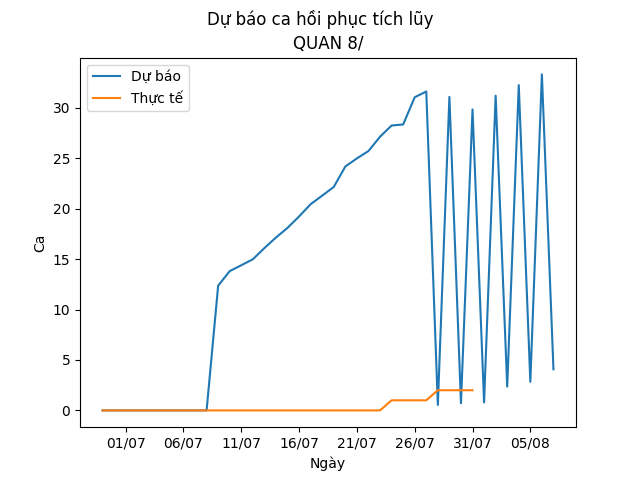 Dự báo ca hồi phục tích lũy
QUAN 8/
Dự báo
Thực tế
30
25
20
15
10
5
0
Ca
01/07 06/07 11/07 16/07 21/07 26/07 31/07 05/08
Ngày